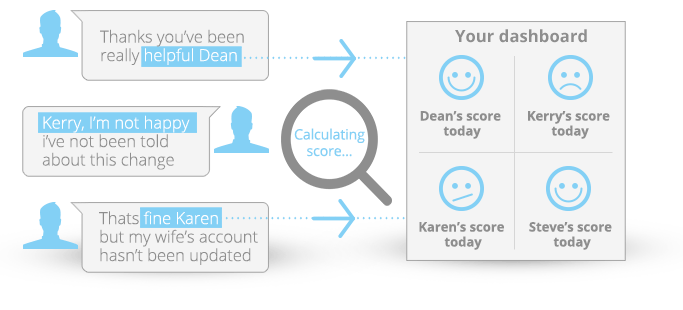 Thanks you've been
really helpful Dean
Kerry, I'm not happy
i've not been told
about this change
Thats fine Karen
but my wife's account
hasn't been updated
Calculating
score...
Your dashboard
Dean's score
today
Kerry's score
today
Karen's score
today
Steve's score
today